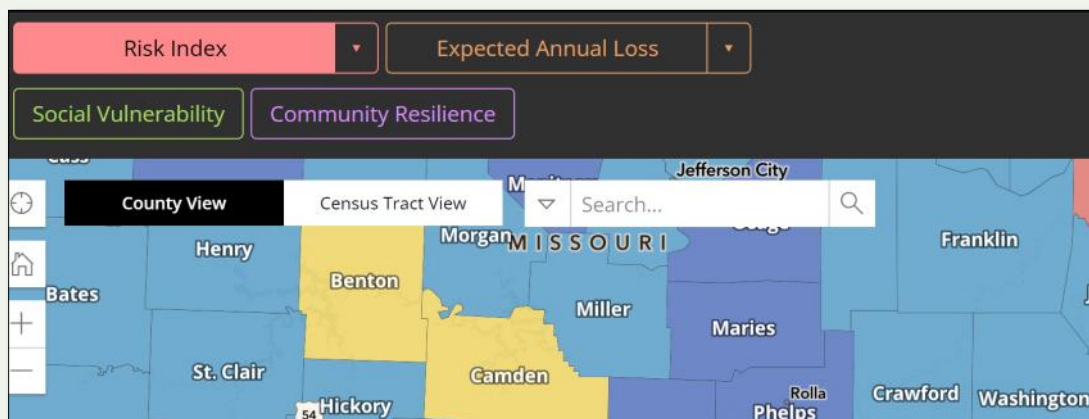 Risk Index
Expected Annual Loss
Social Vulnerability
Community Resilience
Jefferson City
County View
Census Tract View
Search...
Morgan
MISSOURI
Franklin
Henry
Benton
Bates
Miller
Maries
St. Clair
Camden
Rolla
Crawford
Washington
54
Hickory
Phelps